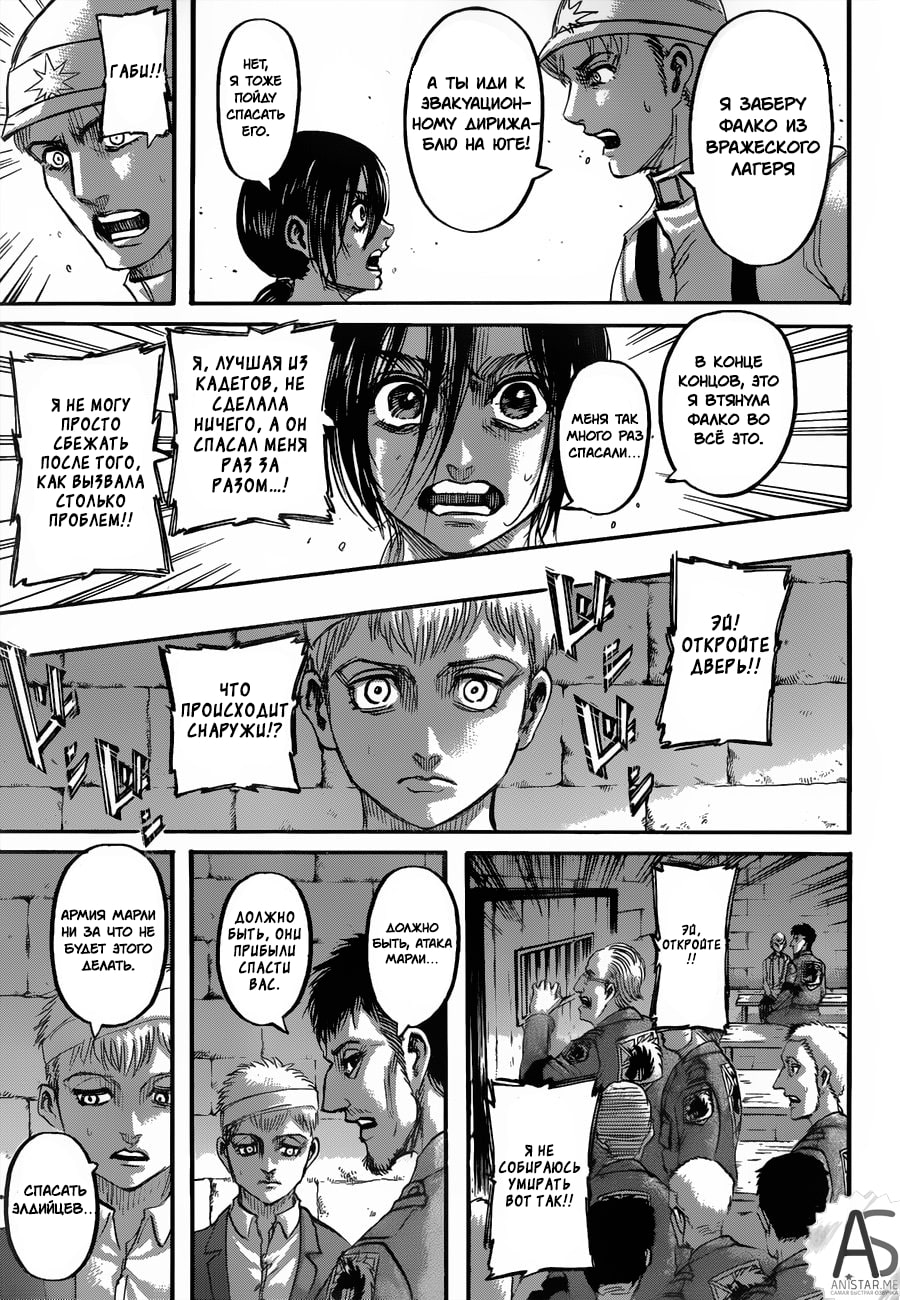 Я ЗАБЕРУ
ФАЛКО ИЗ
ВРАЖЕСКОГО
ЛАГЕРЯ
А ТЫ ИДИ К
ЭВАКУАЦИОН-
НОМУ ДИРИЖА-
БЛЮ НА ЮГЕ!
НЕТ,
Я ТОЖЕ
ПОЙДУ
СПАСАТЬ
ЕГО.
ГАБИ!!
В КОНЦЕ
КОНЦОВ, ЭТО
Я ВТЯНУЛА
ФАЛКО ВО
ВСЁ ЭТО.
МЕНЯ ТАК
МНОГО РАЗ
СПАСАЛИ...
Я, ЛУЧШАЯ ИЗ
КАДЕТОВ, НЕ
СДЕЛАЛА
НИЧЕГО, А ОН
СПАСАЛ МЕНЯ
РАЗ ЗА
РАЗОМ...!
Я НЕ МОГУ
ПРОСТО
СБЕЖАТЬ
ПОСЛЕ ТОГО,
КАК ВЫЗВАЛА
СТОЛЬКО
ПРОБЛЕМ!!
ЭЙ!
ОТКРОЙТЕ
ДВЕРЬ!!
ЧТО
ПРОИСХОДИТ
СНАРУЖИ!?
ЭЙ,
ОТКРОЙТЕ
!!
Я НЕ
СОБИРАЮСЬ
УМИРАТЬ
ВОТ ТАК!!
ДОЛЖНО
БЫТЬ, АТАКА
МАРЛИ...
ДОЛЖНО
БЫТЬ, ОНИ
ПРИБЫЛИ
СПАСТИ
ВАС.
АРМИЯ МАРЛИ
НИ ЗА ЧТО НЕ
БУДЕТ ЭТОГО
ДЕЛАТЬ.
СПАСАТЬ
ЭЛДИЙЦЕВ...
AS
ANISTAR.ME
САМАЯ БЫСТРАЯ ОЗВУЧКА